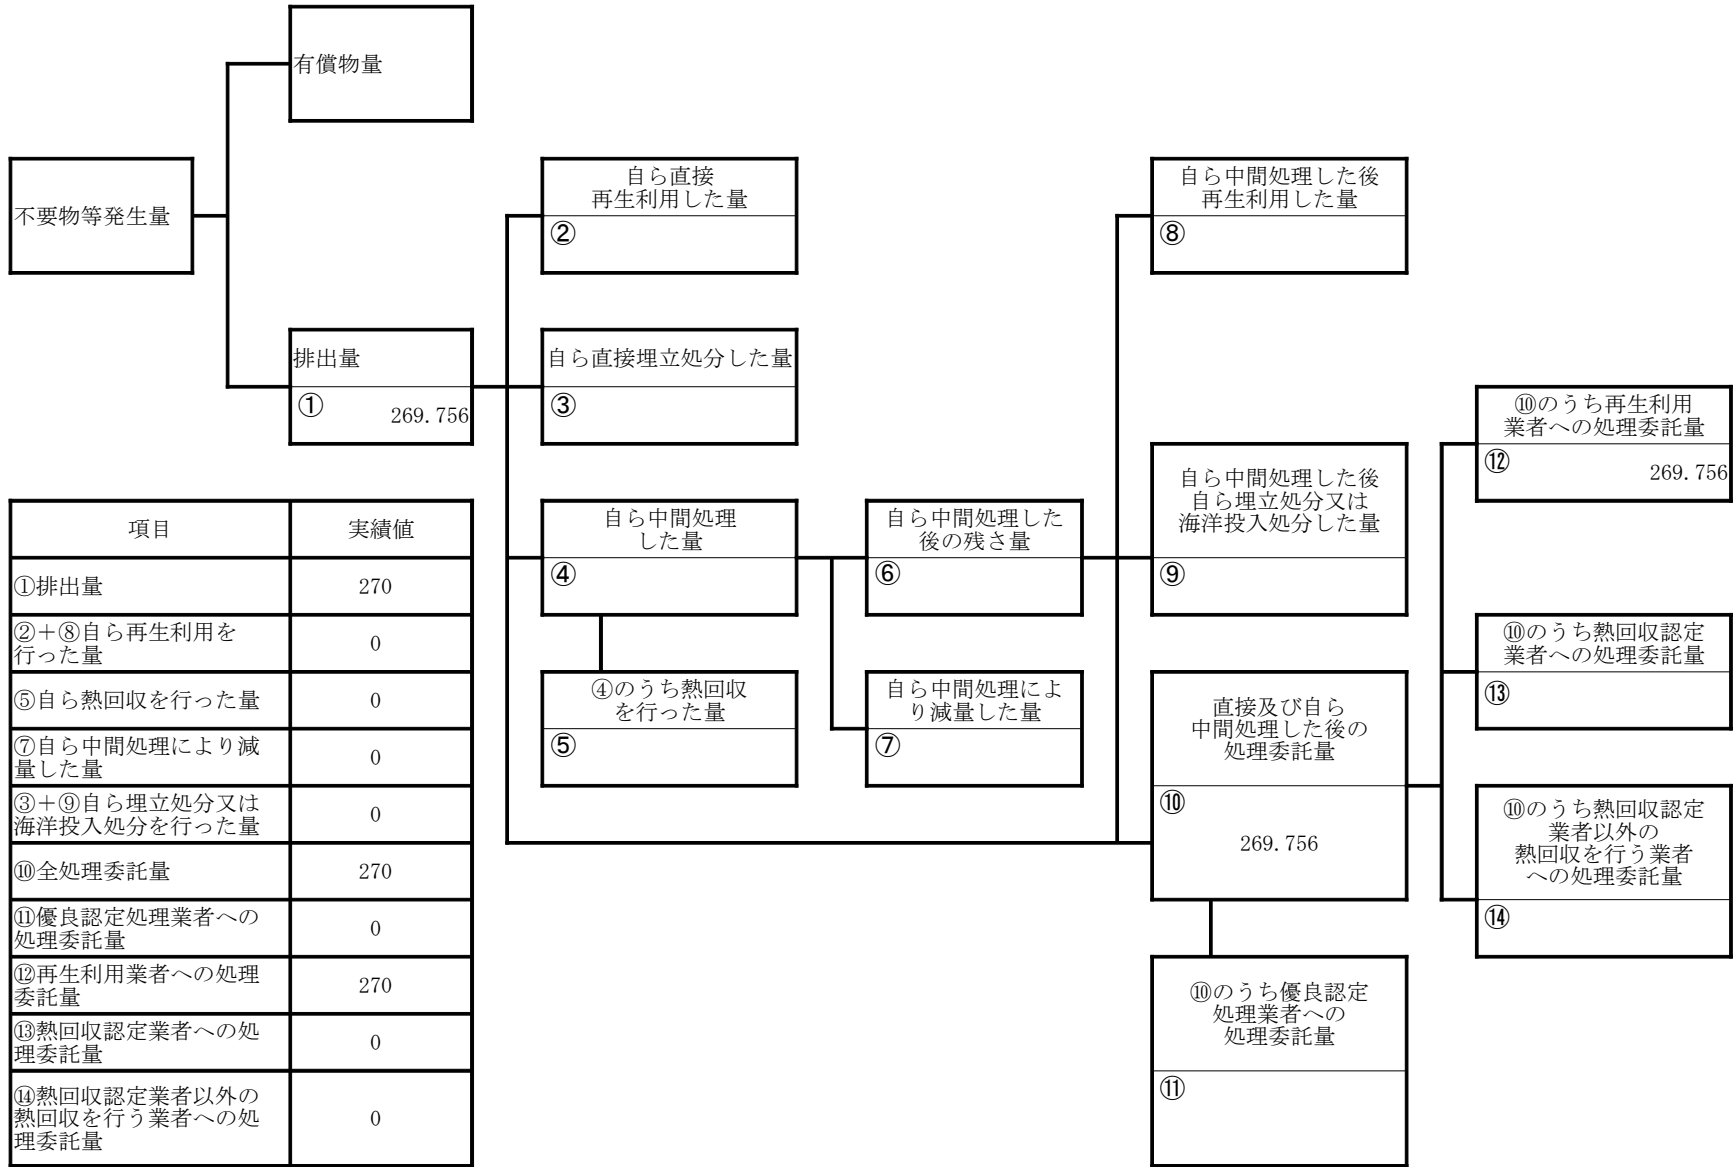 有償物量
不要物等発生量
自ら直接
再生利用した量
②
自ら中間処理した後
再生利用した量
⑧
排出量
① 269.756
自ら直接埋立処分した量
③
⑩のうち再生利用
業者への処理委託量
⑫ 269.756
自ら中間処理した後
自ら埋立処分又は
海洋投入処分した量
⑨
自ら中間処理
した量
④
自ら中間処理した
後の残さ量
⑥
④のうち熱回収
を行った量
⑤
自ら中間処理によ
り減量した量
⑦
直接及び自ら
中間処理した後の
処理委託量
⑩
269.756
⑩のうち熱回収認定
業者への処理委託量
⑬
⑩のうち熱回収認定
業者以外の
熱回収を行う業者
への処理委託量
⑭
⑩のうち優良認定
処理業者への
処理委託量
⑪
項目 実績値
①排出量 270
②＋⑧自ら再生利用を
行った量 0
⑤自ら熱回収を行った量 0
⑦自ら中間処理により減
量した量 0
③＋⑨自ら埋立処分又は
海洋投入処分を行った量 0
⑩全処理委託量 270
⑪優良認定処理業者への
処理委託量 0
⑫再生利用業者への処理
委託量 270
⑬熱回収認定業者への処
理委託量 0
⑭熱回収認定業者以外の
熱回収を行う業者への処
理委託量 0